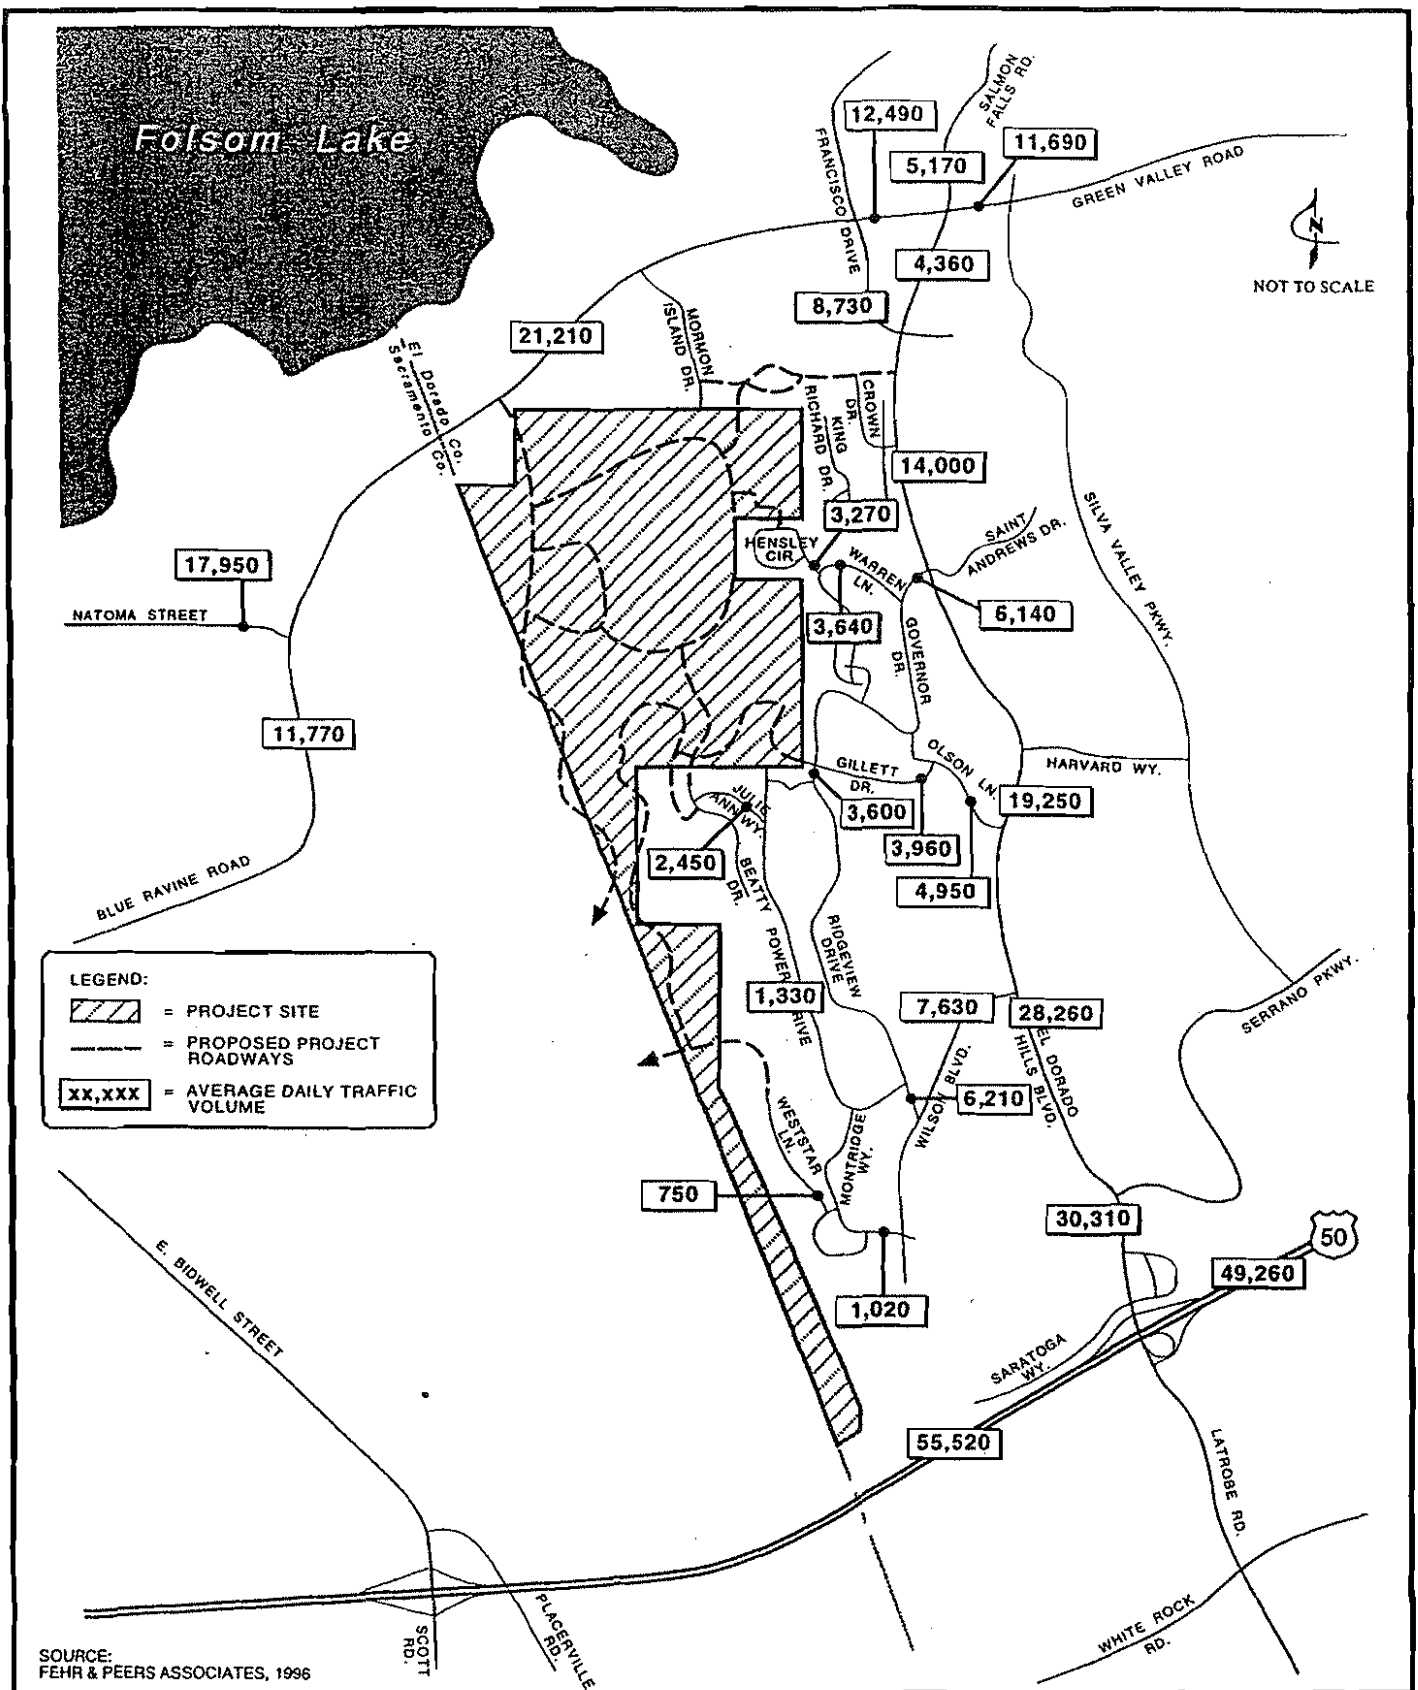 Folsom Lake
12,490
SALMON
FALLS RD.
11,690
5,170
FRANCISCO DRIVE
GREEN VALLEY ROAD
N
NOT TO SCALE
4,360
8,730
21,210
MORMON
ISLAND DR.
El Dorado Co.
Sacramento Co.
CROWN
DR.
KING
RICHARD DR.
14,000
3,270
SAINT
ANDREWS DR.
SILVA VALLEY PKWY.
HENSLEY
CIR.
WARREN
LN.
17,950
NATOMA STREET
3,640
6,140
GOVERNOR
DR.
11,770
OLSON LN.
HARVARD WY.
GILLETT
DR.
JULIE
ANN WY.
19,250
3,600
3,960
2,450
4,950
BEATTY
DR.
BLUE RAVINE ROAD
RIDGEVIEW
DRIVE
POWER
RIVE
1,330
7,630
28,260
SERRANO PKWY.
EL DORADO
HILLS BLVD.
LEGEND:
= PROJECT SITE
= PROPOSED PROJECT
ROADWAYS
xx,xxx = AVERAGE DAILY TRAFFIC
VOLUME
6,210
WILSON BLVD.
WESTSTAR
LN.
MONTRIDGE
WY.
750
30,310
50
49,260
1,020
E. BIDWELL STREET
SARATOGA
WY.
55,520
LATROBE RD.
PLACERVILLE
RD.
SCOTT
RD.
WHITE ROCK
RD.
SOURCE:
FEHR & PEERS ASSOCIATES, 1996